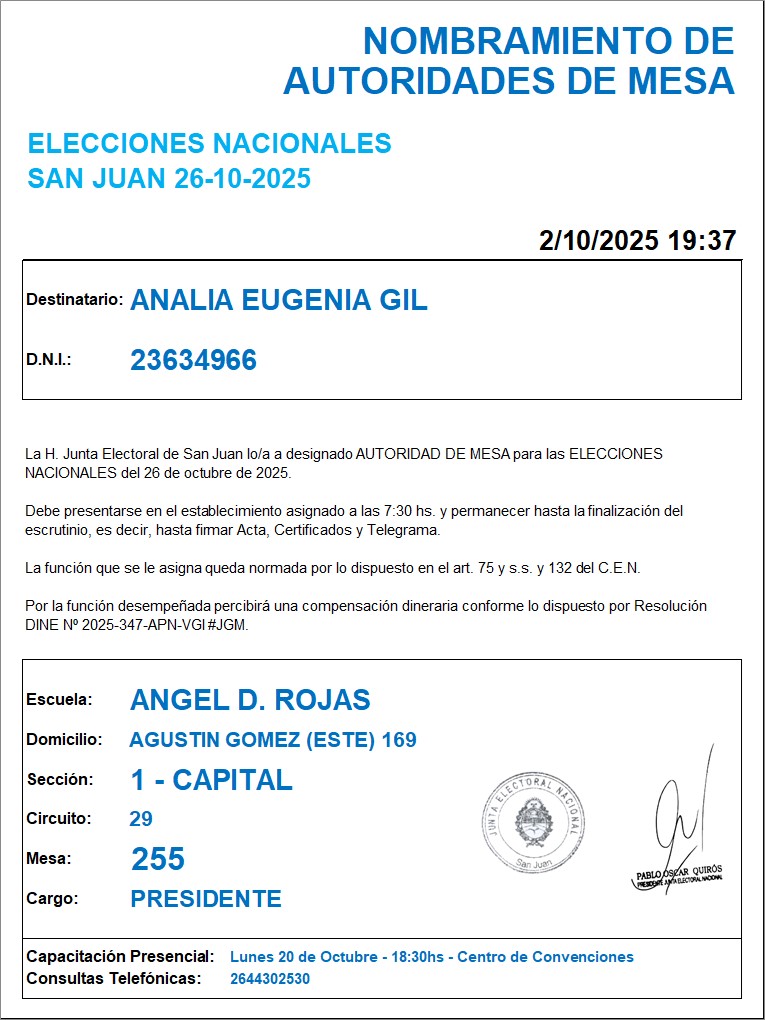 NOMBRAMIENTO DE
AUTORIDADES DE MESA
ELECCIONES NACIONALES
SAN JUAN 26-10-2025
2/10/2025 19:37
Destinatario: ANALIA EUGENIA GIL
D.N.I.: 23634966
La H. Junta Electoral de San Juan lo/a a designado AUTORIDAD DE MESA para las ELECCIONES
NACIONALES del 26 de octubre de 2025.
Debe presentarse en el establecimiento asignado a las 7:30 hs. y permanecer hasta la finalización del
escrutinio, es decir, hasta firmar Acta, Certificados y Telegrama.
La función que se le asigna queda normada por lo dispuesto en el art. 75 y s.s. y 132 del C.E.N.
Por la función desempeñada percibirá una compensación dineraria conforme lo dispuesto por Resolución
DINE Nº 2025-347-APN-VGI#JGM.
Escuela: ANGEL D. ROJAS
Domicilio: AGUSTIN GOMEZ (ESTE) 169
Sección: 1 - CAPITAL
Circuito: 29
Mesa: 255
Cargo: PRESIDENTE
JUNTA ELECTORAL NACIONAL
San Juan
PABLO OSCAR QUIRÓS
PRESIDENTE JUNTA ELECTORAL NACIONAL
Capacitación Presencial: Lunes 20 de Octubre - 18:30hs - Centro de Convenciones
Consultas Telefónicas: 2644302530